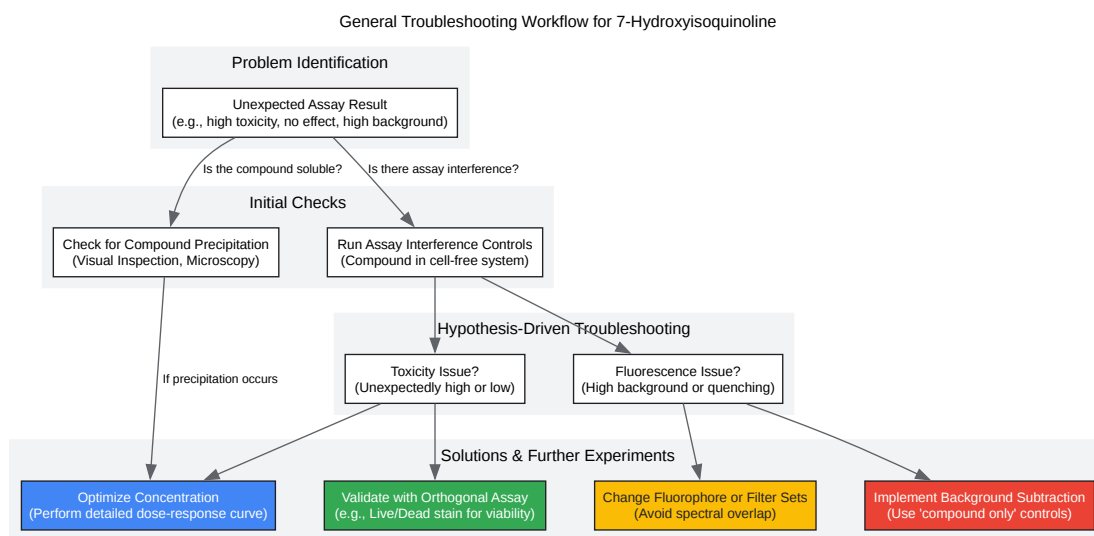 General Troubleshooting Workflow for 7-Hydroxyisoquinoline
Problem Identification
Unexpected Assay Result
(e.g., high toxicity, no effect, high background)
Is the compound soluble?
Is there assay interference?
Initial Checks
Check for Compound Precipitation
(Visual Inspection, Microscopy)
Run Assay Interference Controls
(Compound in cell-free system)
Hypothesis-Driven Troubleshooting
Toxicity Issue?
(Unexpectedly high or low)
Fluorescence Issue?
(High background or quenching)
If precipitation occurs
Solutions & Further Experiments
Optimize Concentration
(Perform detailed dose-response curve)
Validate with Orthogonal Assay
(e.g., Live/Dead stain for viability)
Change Fluorophore or Filter Sets
(Avoid spectral overlap)
Implement Background Subtraction
(Use 'compound only' controls)